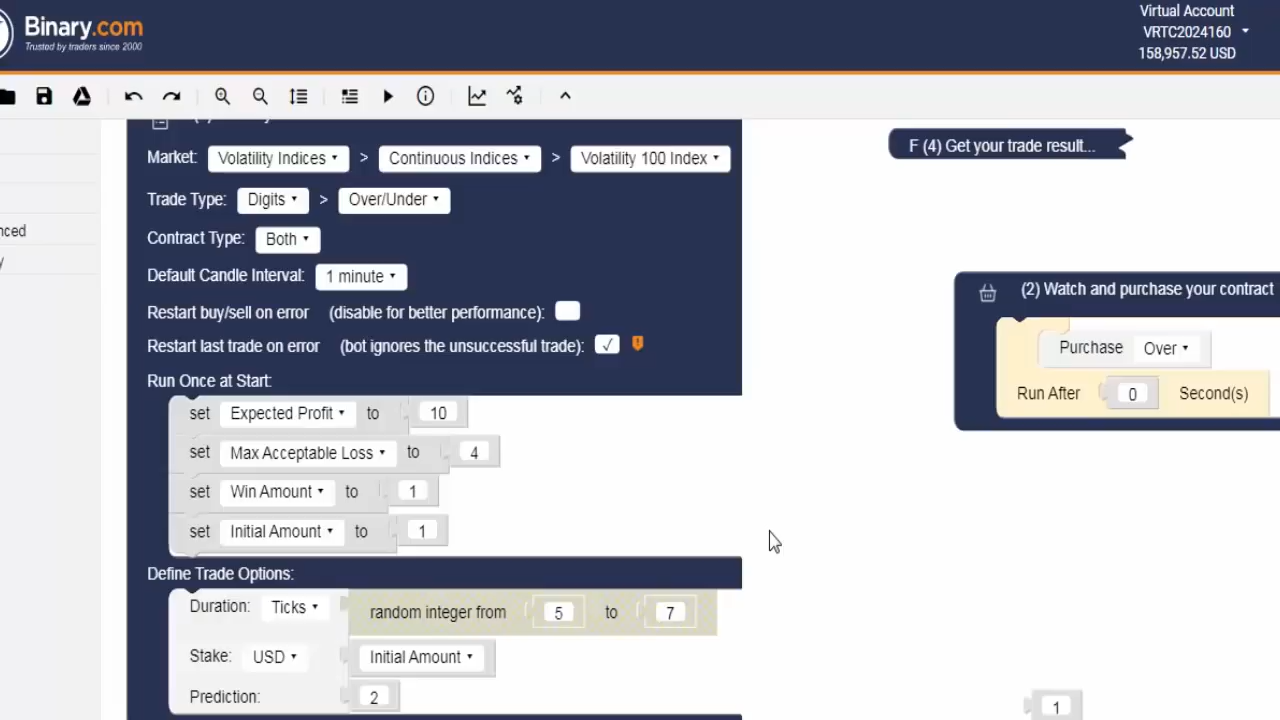 Binary.com
Trusted by traders since 2000
Virtual Account
VRTC2024160
158,957.52 USD
nced
Market: Volatility Indices > Continuous Indices > Volatility 100 Index
Trade Type: Digits > Over/Under
Contract Type: Both
Default Candle Interval: 1 minute
Restart buy/sell on error (disable for better performance):
Restart last trade on error (bot ignores the unsuccessful trade): ✓
Run Once at Start:
set Expected Profit to 10
set Max Acceptable Loss to 4
set Win Amount to 1
set Initial Amount to 1
Define Trade Options:
Duration: Ticks random integer from 5 to 7
Stake: USD Initial Amount
Prediction: 2
F (4) Get your trade result...
(2) Watch and purchase your contract
Purchase Over
Run After 0 Second(s)
1